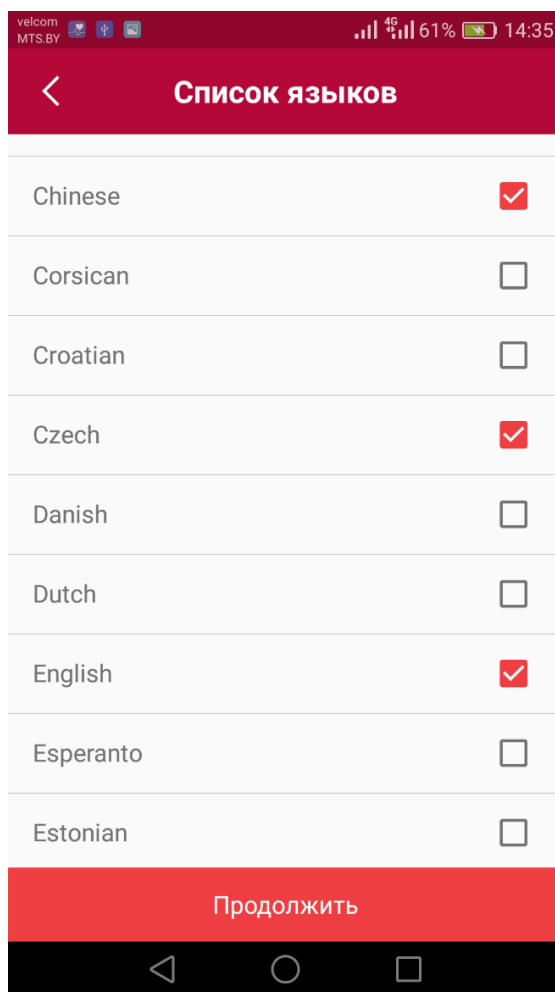 velcom
MTS.BY
4G 61% 14:35
Список языков
Chinese
Corsican
Croatian
Czech
Danish
Dutch
English
Esperanto
Estonian
Продолжить